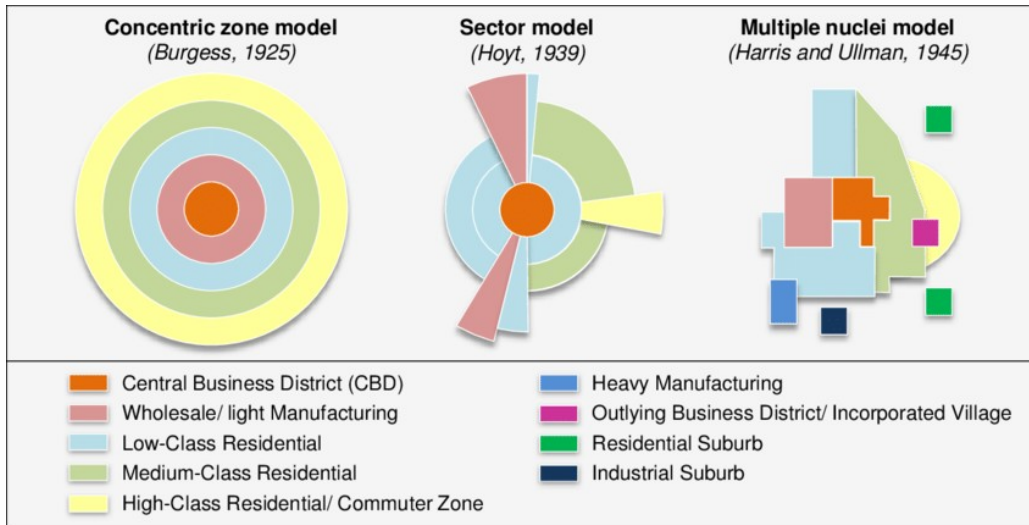 Concentric zone model
(Burgess, 1925)
Sector model
(Hoyt, 1939)
Multiple nuclei model
(Harris and Ullman, 1945)
Central Business District (CBD)
Wholesale/ light Manufacturing
Low-Class Residential
Medium-Class Residential
High-Class Residential/ Commuter Zone
Heavy Manufacturing
Outlying Business District/ Incorporated Village
Residential Suburb
Industrial Suburb